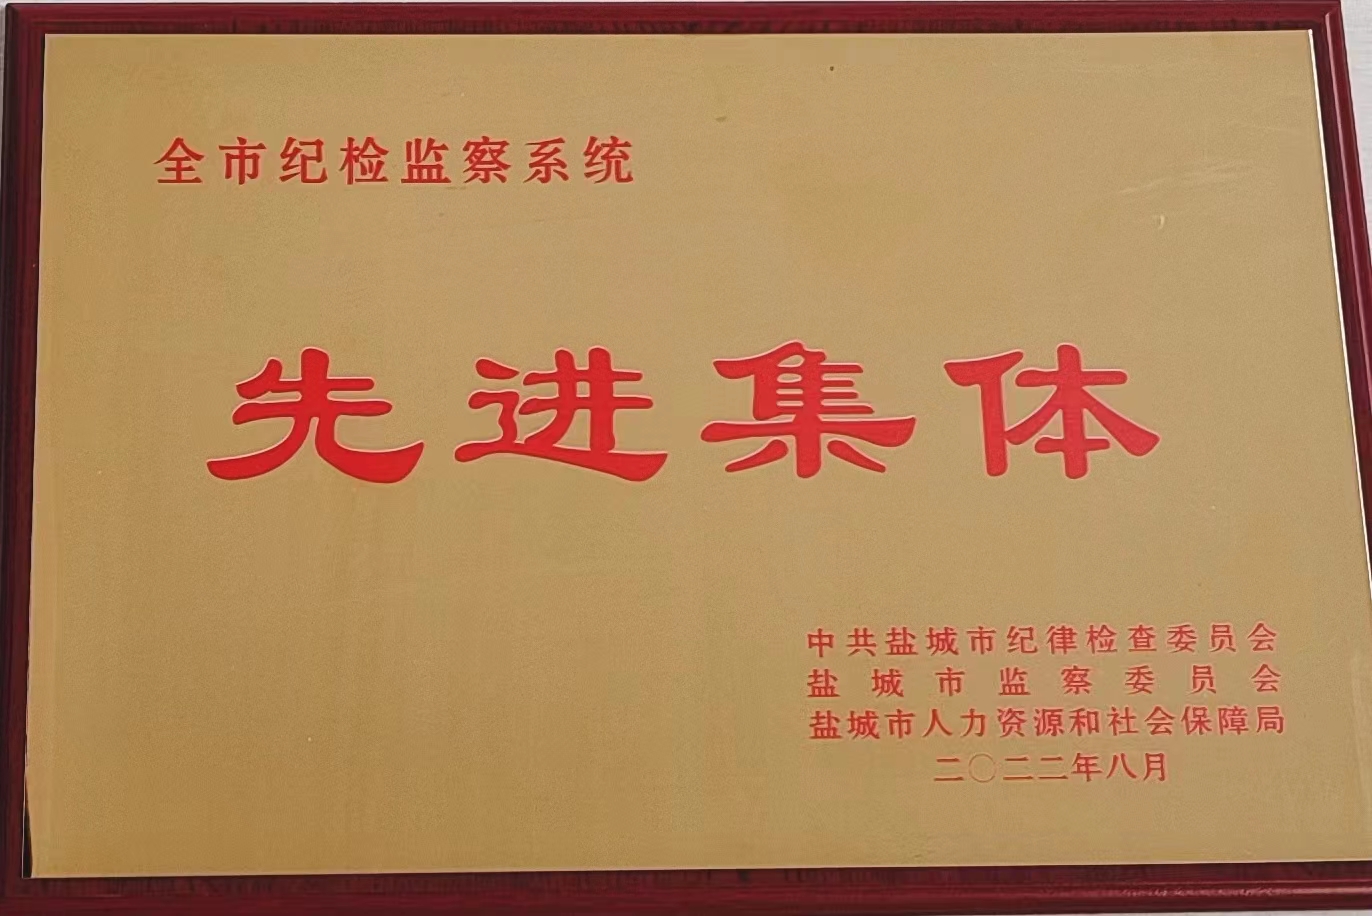 全市纪检监察系统
先进集体
中共盐城市纪律检查委员会
盐城市监察委员会
盐城市人力资源和社会保障局
二〇二二年八月